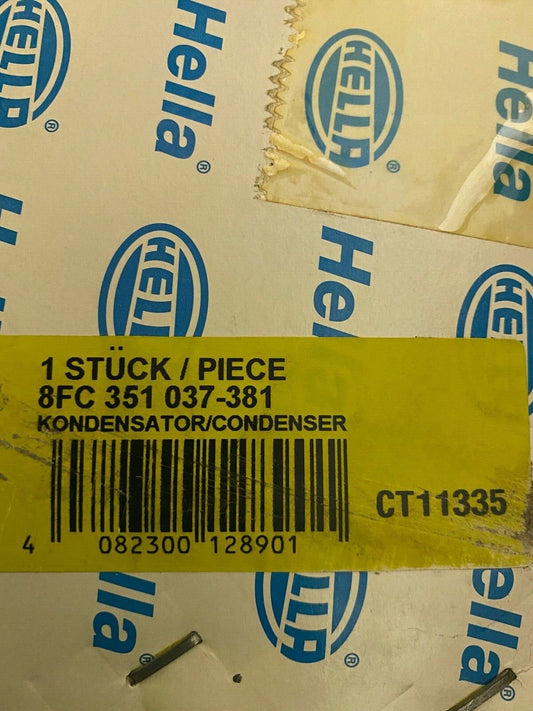 HELLA
Hella®
HELLA®
Hella
Hella
HELLA
Hella
HELLA
1 STÜCK / PIECE
8FC 351 037-381
KONDENSATOR/CONDENSER
CT11335
4 082300 128901
Hella
HELLA®
Hella